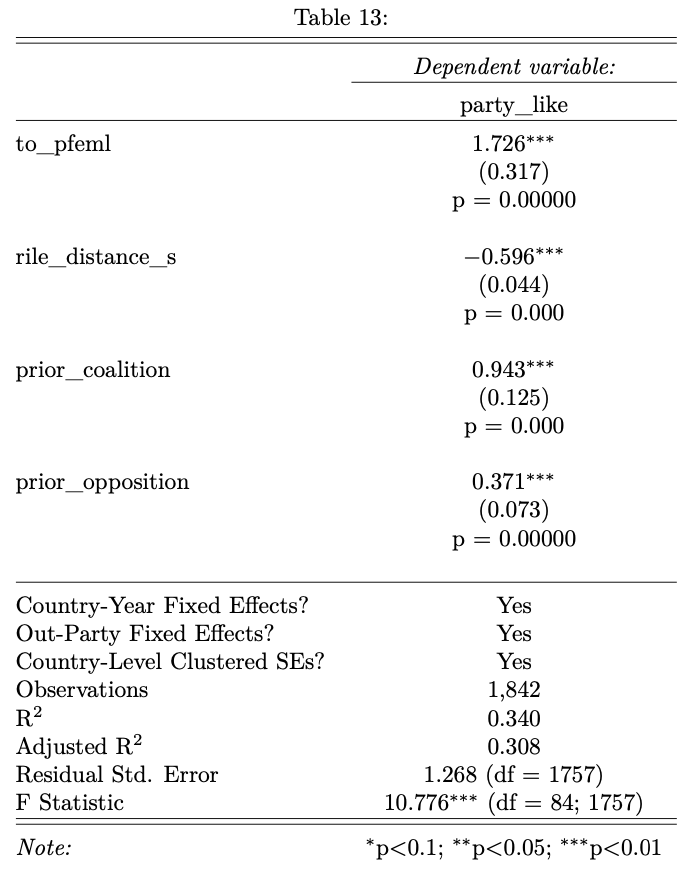 Table 13:
Dependent variable:
party_like
to_pfeml 1.726***
(0.317)
p = 0.00000
rile_distance_s −0.596***
(0.044)
p = 0.000
prior_coalition 0.943***
(0.125)
p = 0.000
prior_opposition 0.371***
(0.073)
p = 0.00000
Country-Year Fixed Effects? Yes
Out-Party Fixed Effects? Yes
Country-Level Clustered SEs? Yes
Observations 1,842
R² 0.340
Adjusted R² 0.308
Residual Std. Error 1.268 (df = 1757)
F Statistic 10.776*** (df = 84; 1757)
Note: *p<0.1; **p<0.05; ***p<0.01